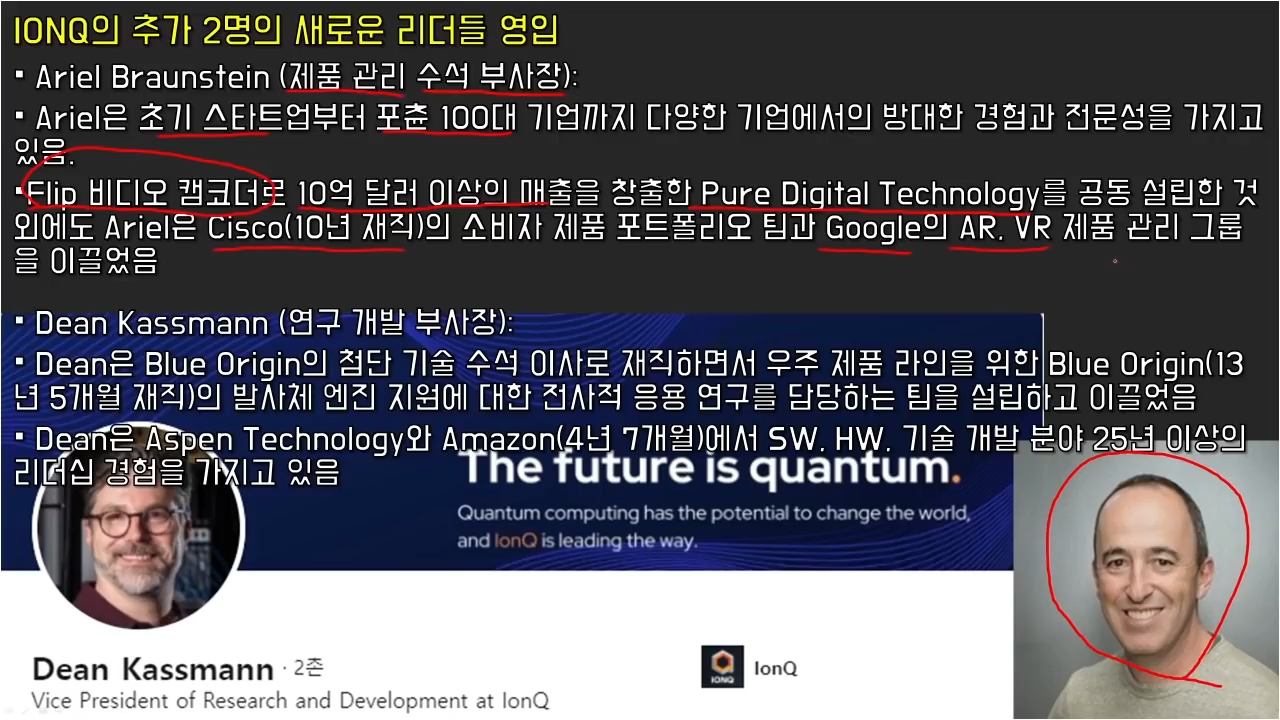 IONQ의 추가 2명의 새로운 리더들 영입
▪ Ariel Braunstein (제품 관리 수석 부사장):
▪ Ariel은 초기 스타트업부터 포춘 100대 기업까지 다양한 기업에서의 방대한 경험과 전문성을 가지고
있음.
▪Flip 비디오 캠코더로 10억 달러 이상의 매출을 창출한 Pure Digital Technology를 공동 설립한 것
외에도 Ariel은 Cisco(10년 재직)의 소비자 제품 포트폴리오 팀과 Google의 AR, VR 제품 관리 그룹
을 이끌었음
▪ Dean Kassmann (연구 개발 부사장):
▪ Dean은 Blue Origin의 첨단 기술 수석 이사로 재직하면서 우주 제품 라인을 위한 Blue Origin(13
년 5개월 재직)의 발사체 엔진 지원에 대한 전사적 응용 연구를 담당하는 팀을 설립하고 이끌었음
▪ Dean은 Aspen Technology와 Amazon(4년 7개월)에서 SW, HW, 기술 개발 분야 25년 이상의
리더십 경험을 가지고 있음
The future is quantum.
Quantum computing has the potential to change the world,
and IonQ is leading the way.
Dean Kassmann · 2촌
IONQ
IonQ
Vice President of Research and Development at IonQ